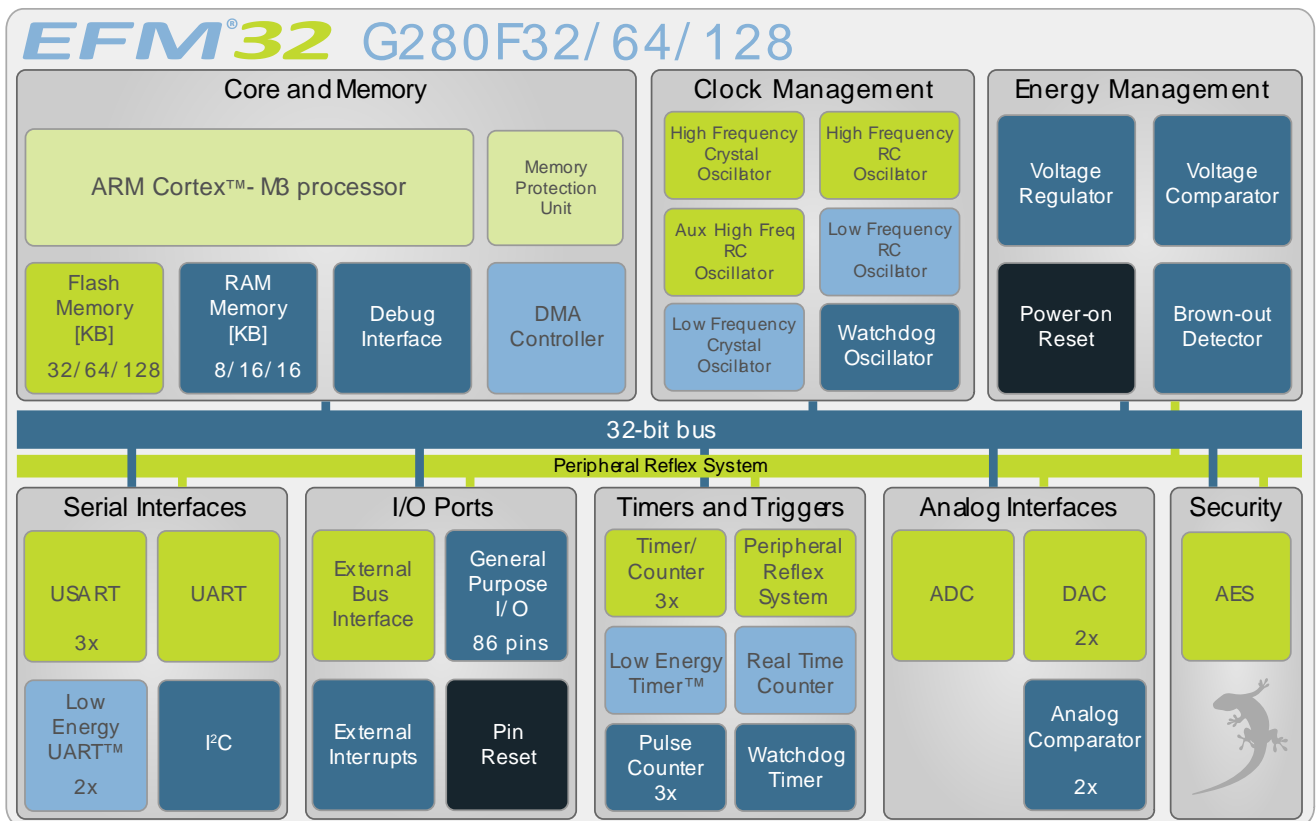 EFM®32 G280F32/64/128
Core and Memory
ARM Cortex™-M3 processor
Memory
Protection
Unit
Flash
Memory
[KB]
32/64/128
RAM
Memory
[KB]
8/16/16
Debug
Interface
DMA
Controller
Clock Management
High Frequency
Crystal
Oscillator
High Frequency
RC
Oscillator
Aux High Freq
RC
Oscillator
Low Frequency
RC
Oscillator
Low Frequency
Crystal
Oscillator
Watchdog
Oscillator
Energy Management
Voltage
Regulator
Voltage
Comparator
Power-on
Reset
Brown-out
Detector
32-bit bus
Peripheral Reflex System
Serial Interfaces
USART
3x
UART
Low
Energy
UART™
2x
I²C
I/O Ports
External
Bus
Interface
General
Purpose
I/O
86 pins
External
Interrupts
Pin
Reset
Timers and Triggers
Timer/
Counter
3x
Peripheral
Reflex
System
Low Energy
Timer™
Real Time
Counter
Pulse
Counter
3x
Watchdog
Timer
Analog Interfaces
ADC
DAC
2x
Analog
Comparator
2x
Security
AES